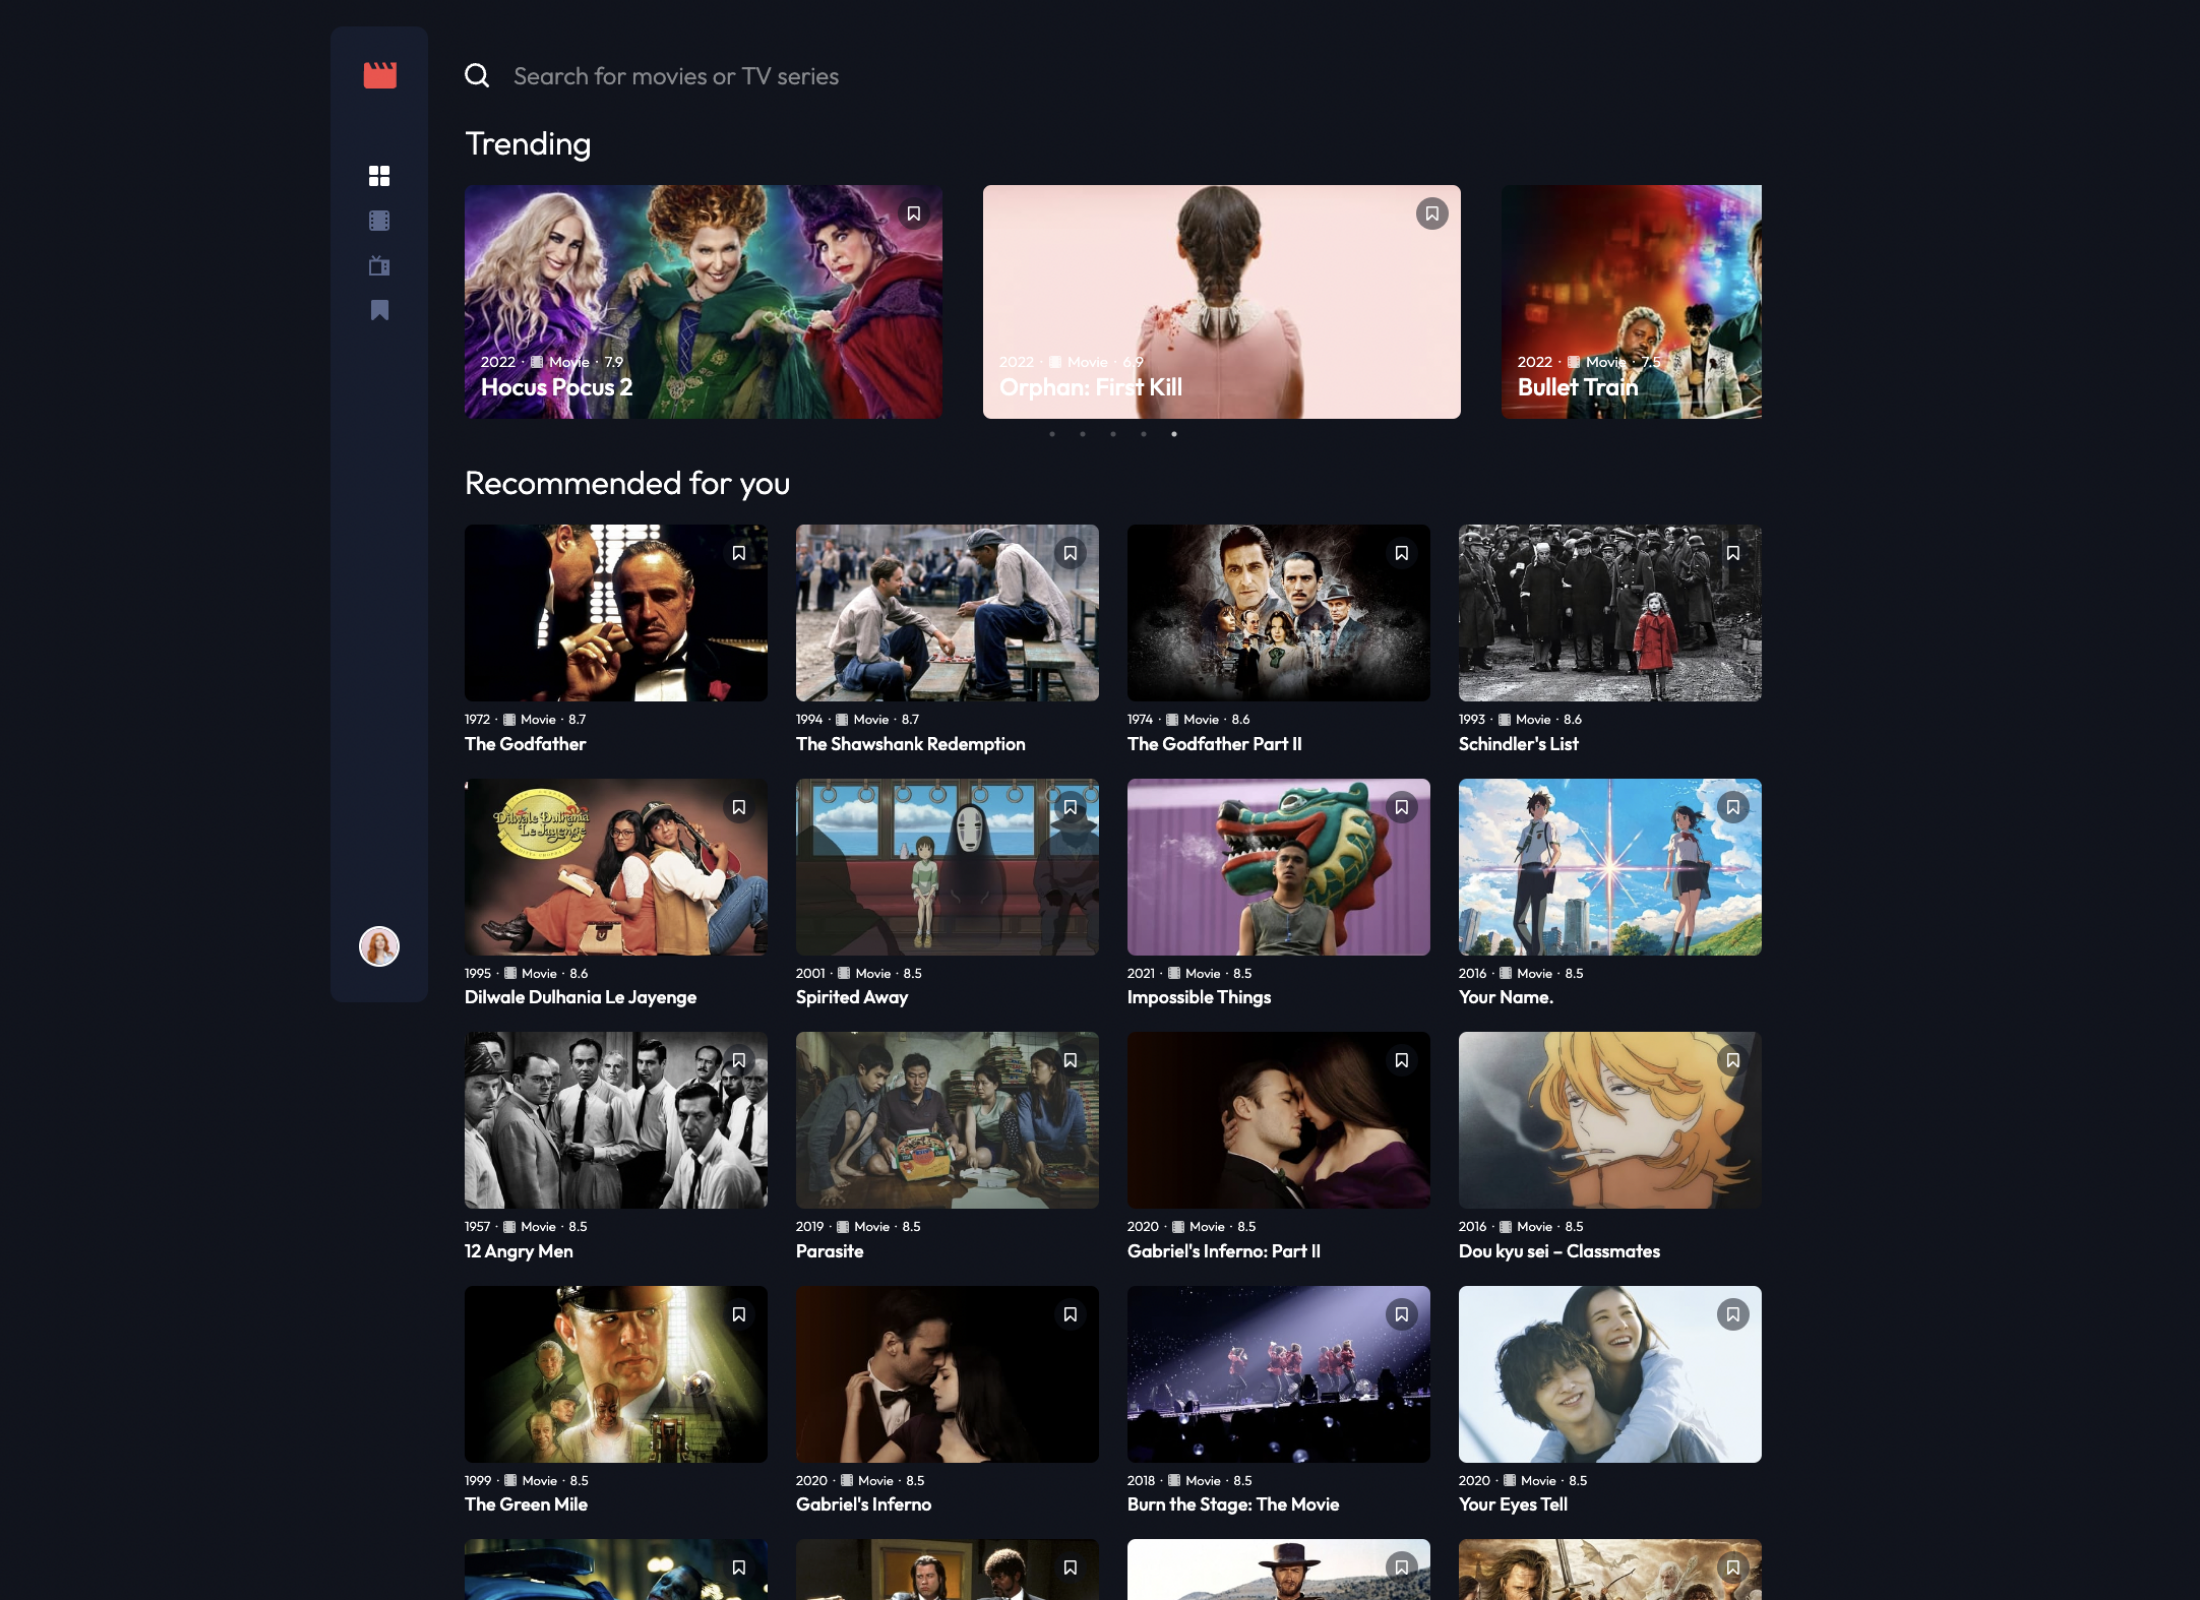 Search for movies or TV series
Trending
2022 · Movie · 7.9
Hocus Pocus 2
2022 · Movie · 6.9
Orphan: First Kill
2022 · Movie · 7.5
Bullet Train
Recommended for you
1972 · Movie · 8.7
The Godfather
1994 · Movie · 8.7
The Shawshank Redemption
1974 · Movie · 8.6
The Godfather Part II
1993 · Movie · 8.6
Schindler's List
Dilwale Dulhania
Le Jayenge
1995 · Movie · 8.6
Dilwale Dulhania Le Jayenge
2001 · Movie · 8.5
Spirited Away
2021 · Movie · 8.5
Impossible Things
2016 · Movie · 8.5
Your Name.
1957 · Movie · 8.5
12 Angry Men
2019 · Movie · 8.5
Parasite
2020 · Movie · 8.5
Gabriel's Inferno: Part II
2016 · Movie · 8.5
Dou kyu sei – Classmates
1999 · Movie · 8.5
The Green Mile
2020 · Movie · 8.5
Gabriel's Inferno
2018 · Movie · 8.5
Burn the Stage: The Movie
2020 · Movie · 8.5
Your Eyes Tell